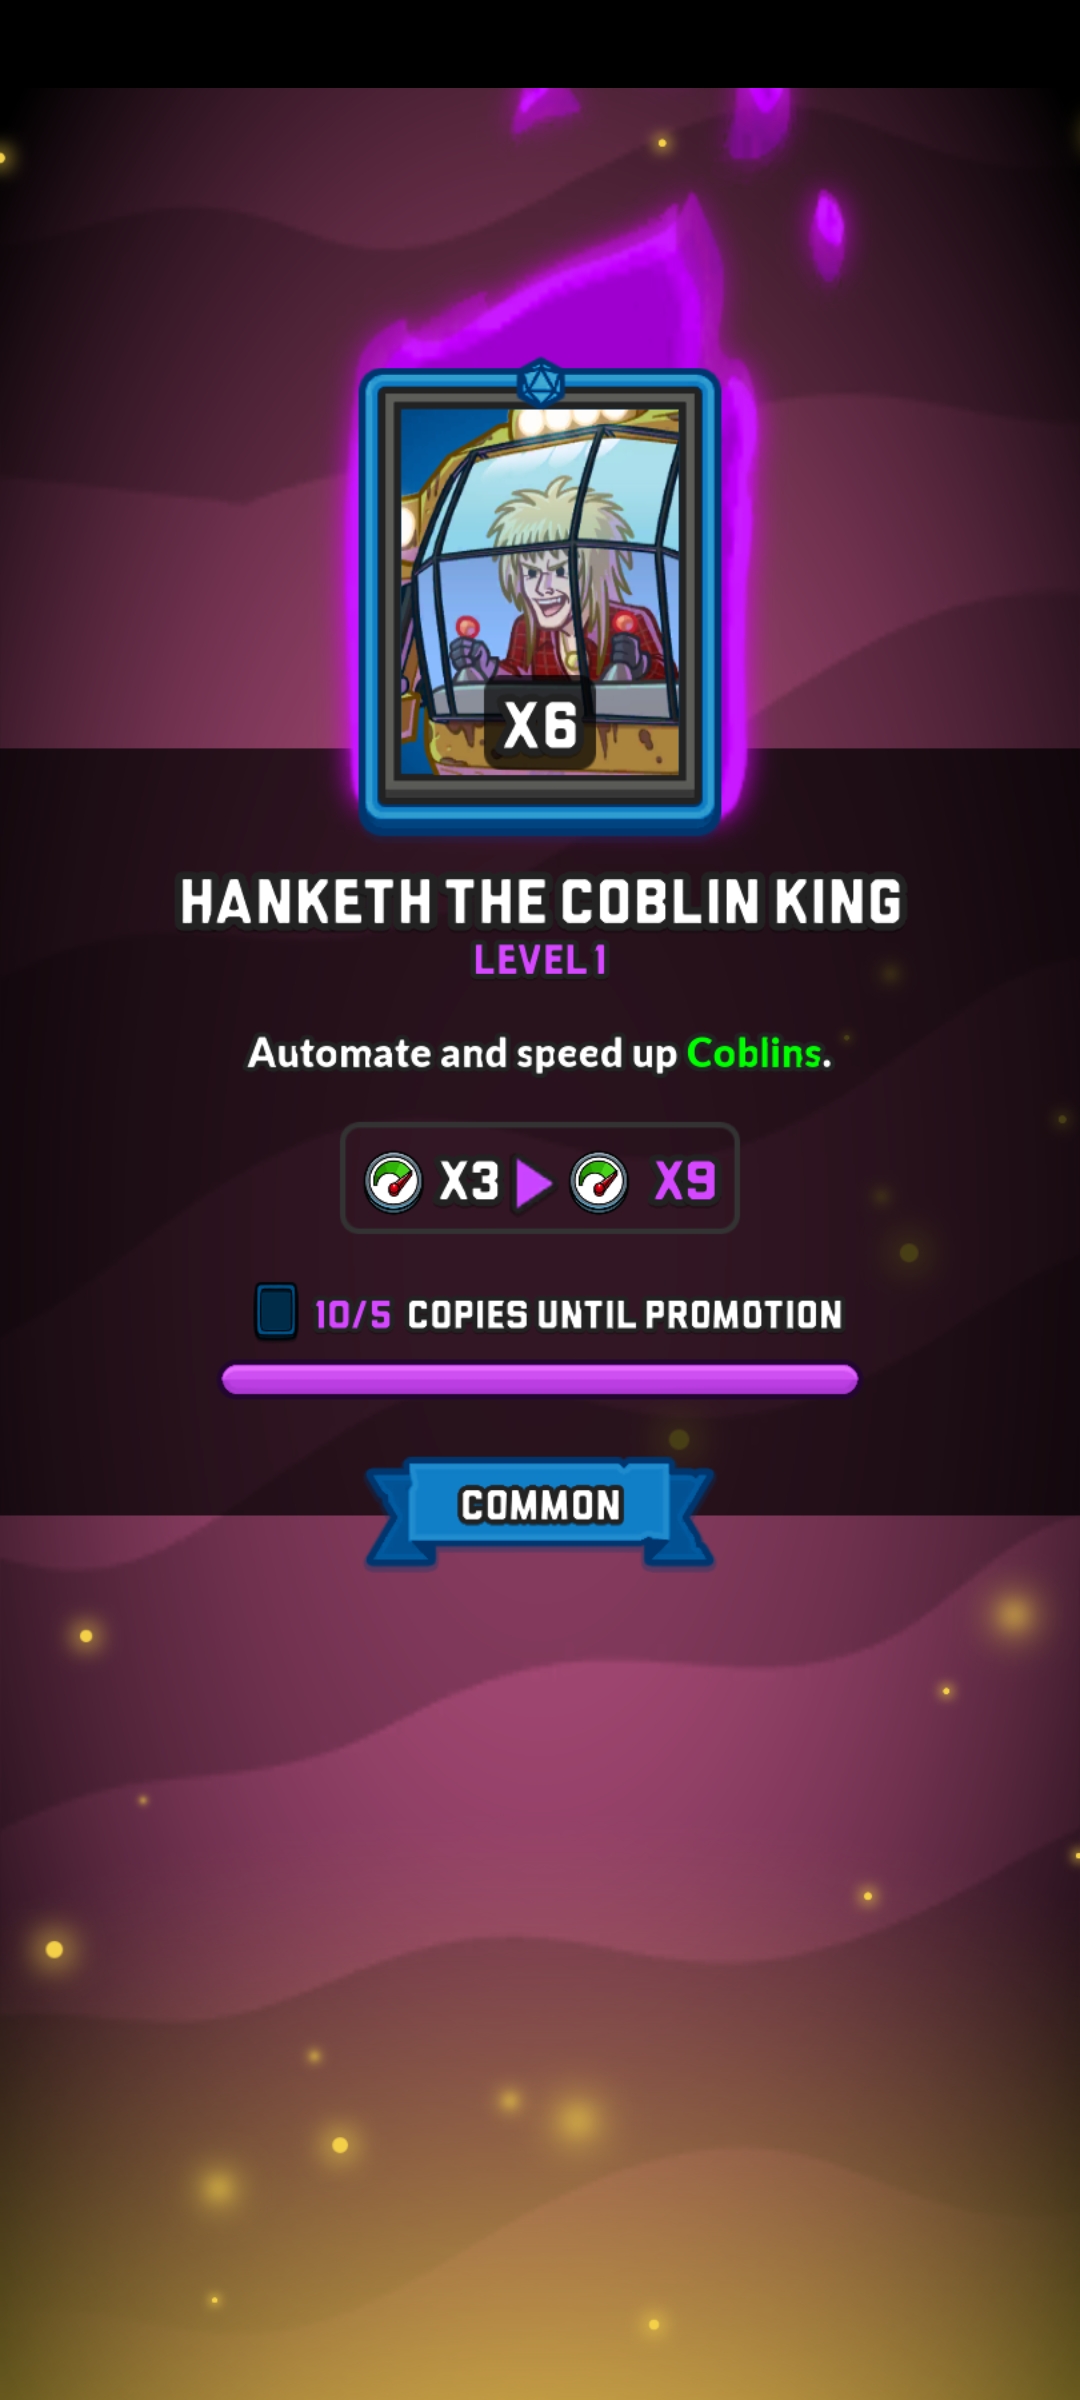 X6
HANKETH THE COBLIN KING
LEVEL 1
Automate and speed up Coblins.
X3 X9
10/5 COPIES UNTIL PROMOTION
COMMON